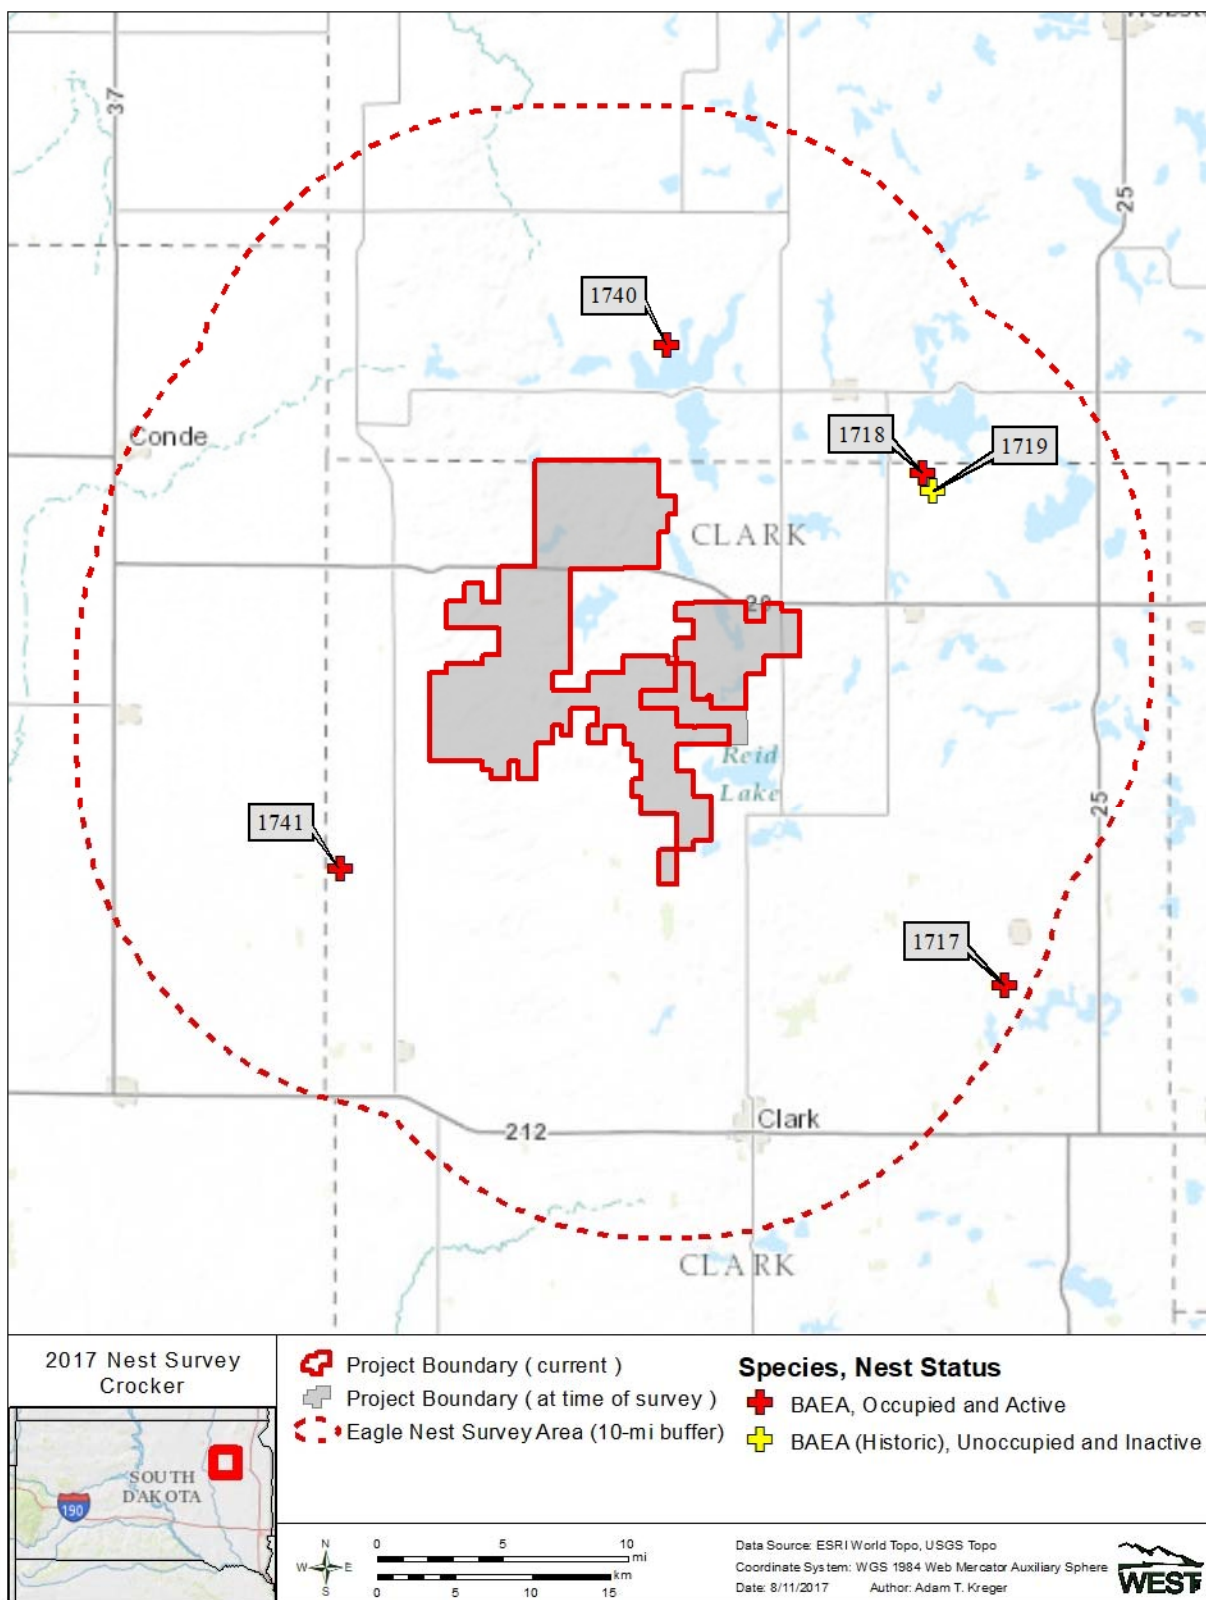 37
25
1740
Conde
1718
1719
CLARK
20
Reid
Lake
25
1741
1717
Clark
212
CLARK
2017 Nest Survey
Crocker
SOUTH
DAKOTA
190
Project Boundary ( current )
Project Boundary ( at time of survey )
Eagle Nest Survey Area (10-mi buffer)
Species, Nest Status
BAEA, Occupied and Active
BAEA (Historic), Unoccupied and Inactive
N
W E
S
0 5 10
mi
km
0 5 10 15
Data Source: ESRI World Topo, USGS Topo
Coordinate System: WGS 1984 Web Mercator Auxiliary Sphere
Date: 8/11/2017 Author: Adam T. Kreger
WEST